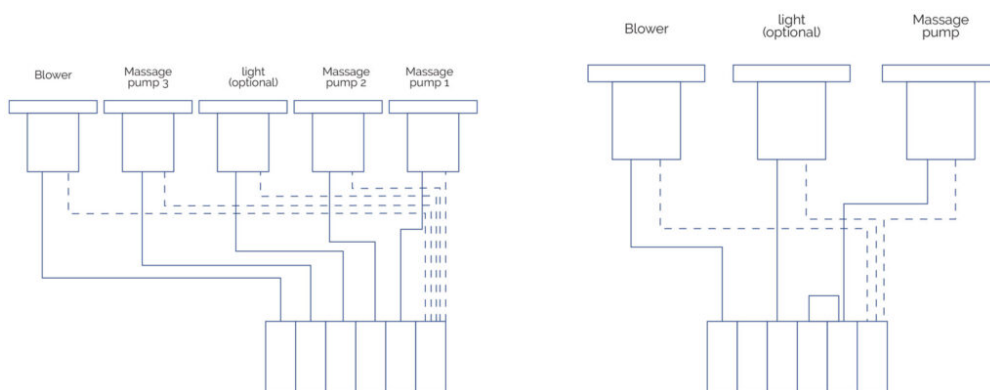 Blower
Massage
pump 3
light
(optional)
Massage
pump 2
Massage
pump 1
Blower
light
(optional)
Massage
pump